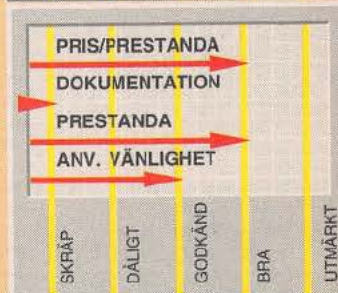 PRIS/PRESTANDA
DOKUMENTATION
PRESTANDA
ANV. VÄNLIGHET
SKRÄP
DÅLIGT
GODKÄND
BRA
UTMÄRKT